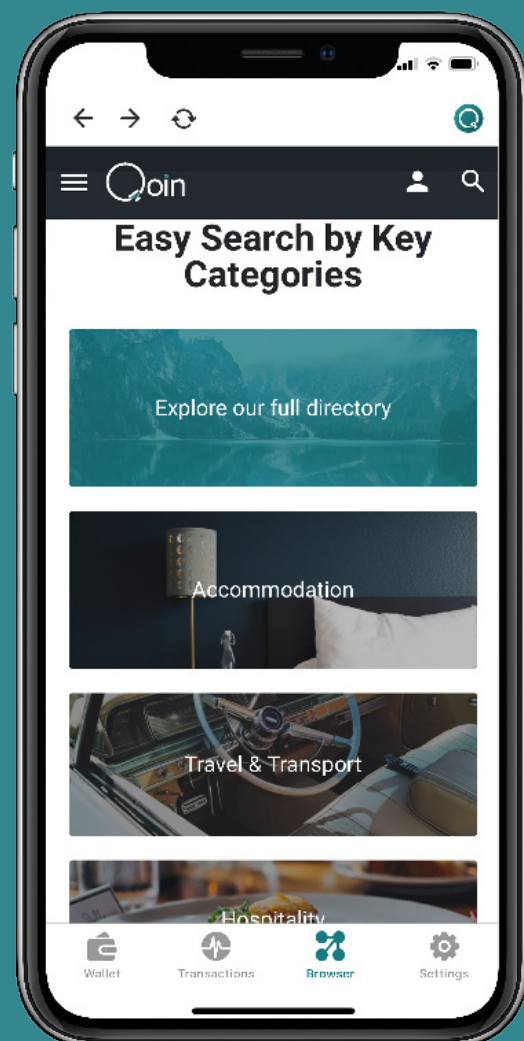 Qoin
Easy Search by Key
Categories
Explore our full directory
Accommodation
Travel & Transport
Hospitality
Wallet
Transactions
Browser
Settings